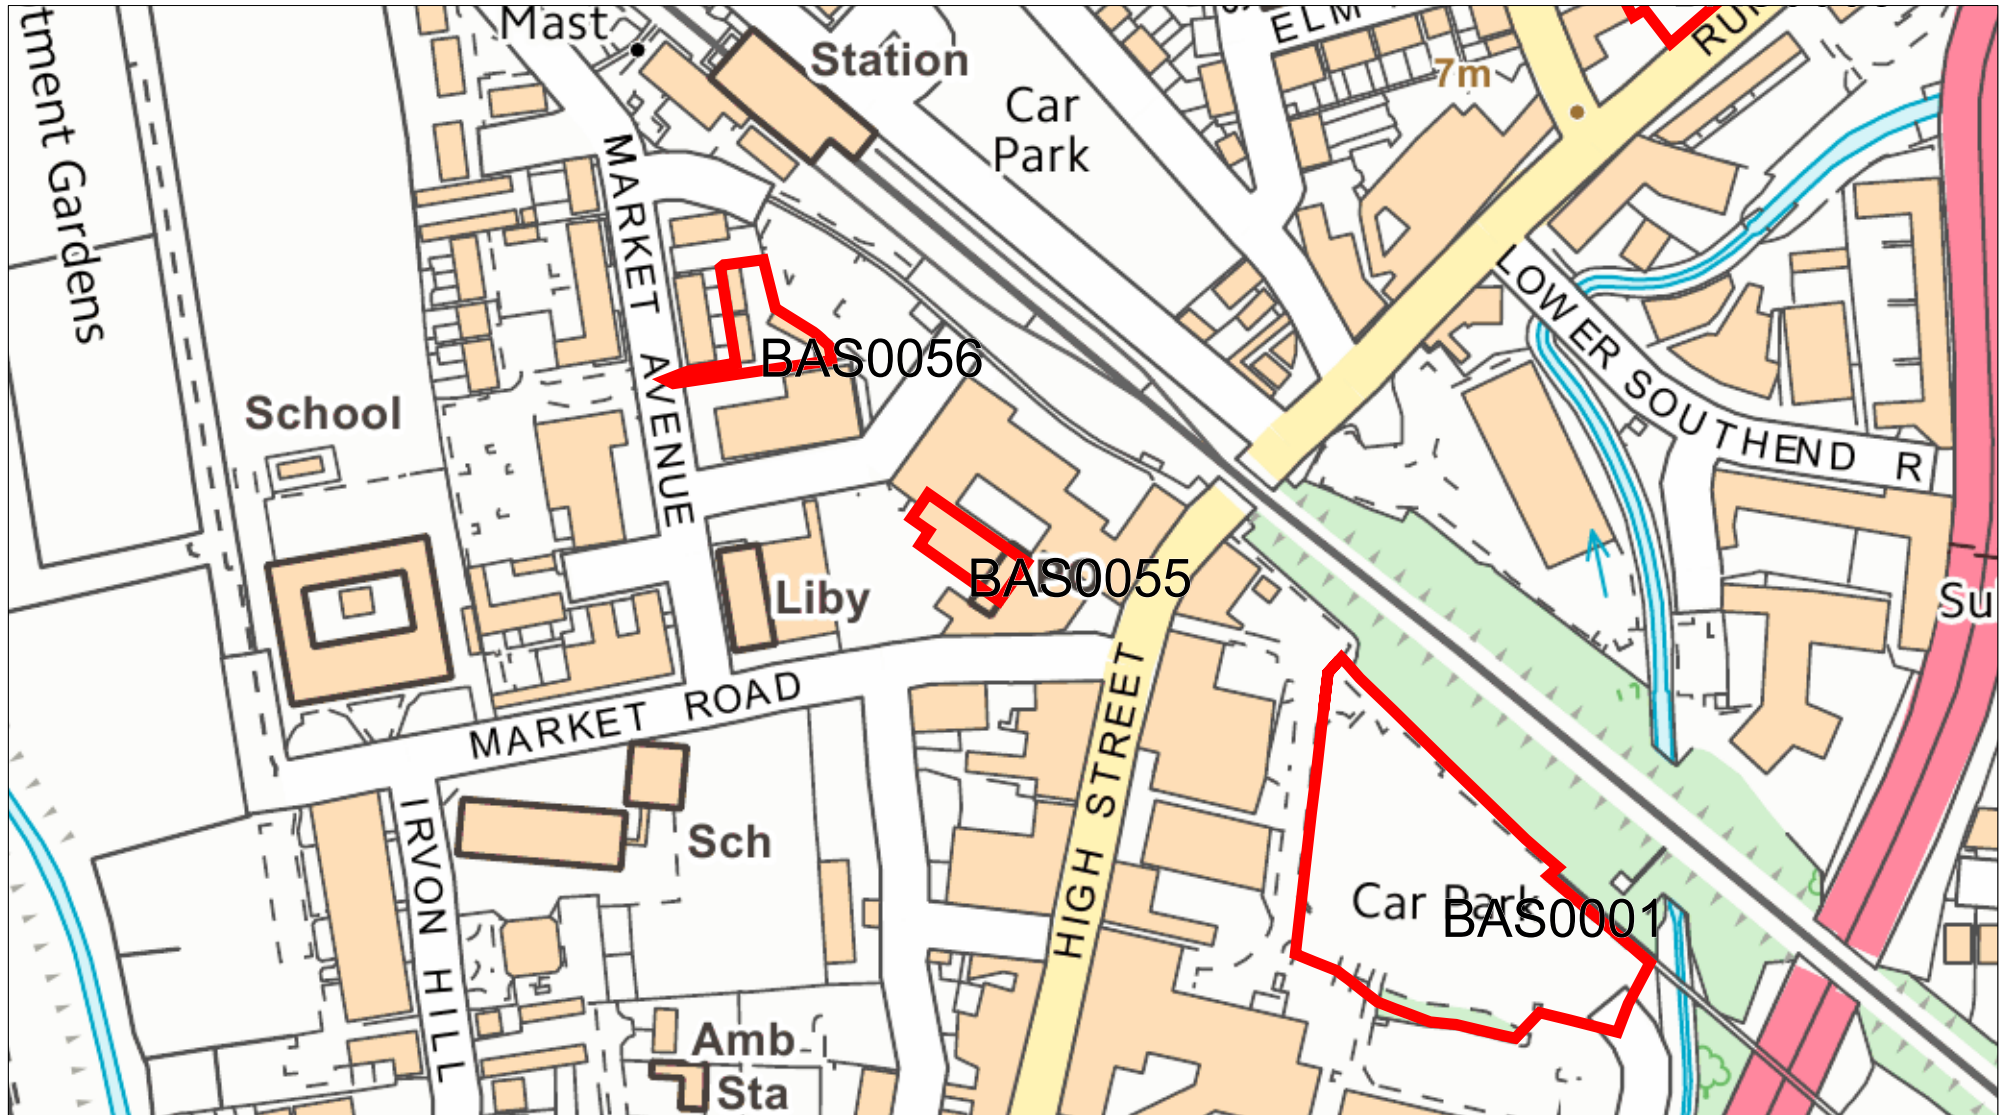 Mast
Station
ELM
7m
Car
Park
tment Gardens
MARKET AVENUE
BAS0056
LOWER SOUTHEND R
School
BAS0055
Liby
Su
MARKET ROAD
HIGH STREET
IRVON HILL
Sch
Car Park
BAS0001
Amb
Sta